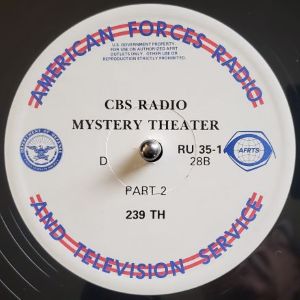 AMERICAN FORCES RADIO
U.S. GOVERNMENT PROPERTY
FOR USE ON AUTHORIZED AFRT
OUTLETS ONLY. OTHER USE OR
REPRODUCTION STRICTLY PROHIBITED.
CBS RADIO
MYSTERY THEATER
D
RU 35-1
28B
AFRTS
PART 2
239 TH
AND TELEVISION SERVICE